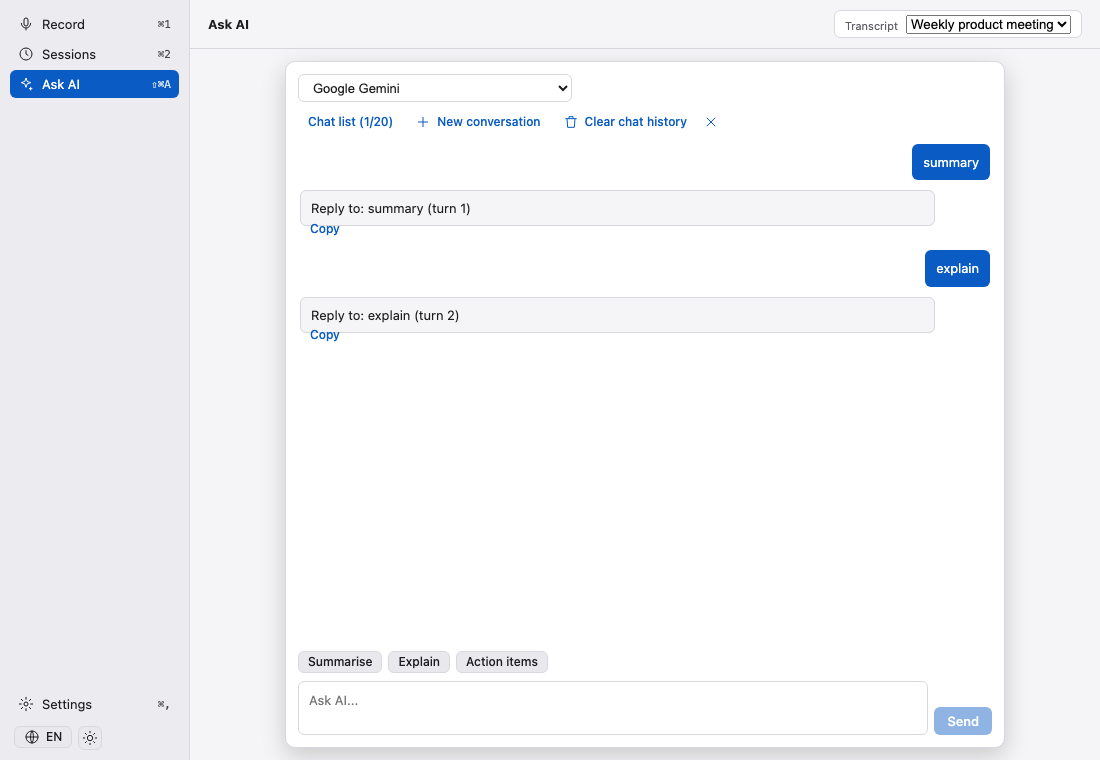 Record ⌘1
Sessions ⌘2
Ask AI ⇧⌘A
Settings ⌘,
EN
Ask AI
Transcript Weekly product meeting
Google Gemini
Chat list (1/20) New conversation Clear chat history
summary
Reply to: summary (turn 1)
Copy
explain
Reply to: explain (turn 2)
Copy
Summarise Explain Action items
Ask AI...
Send